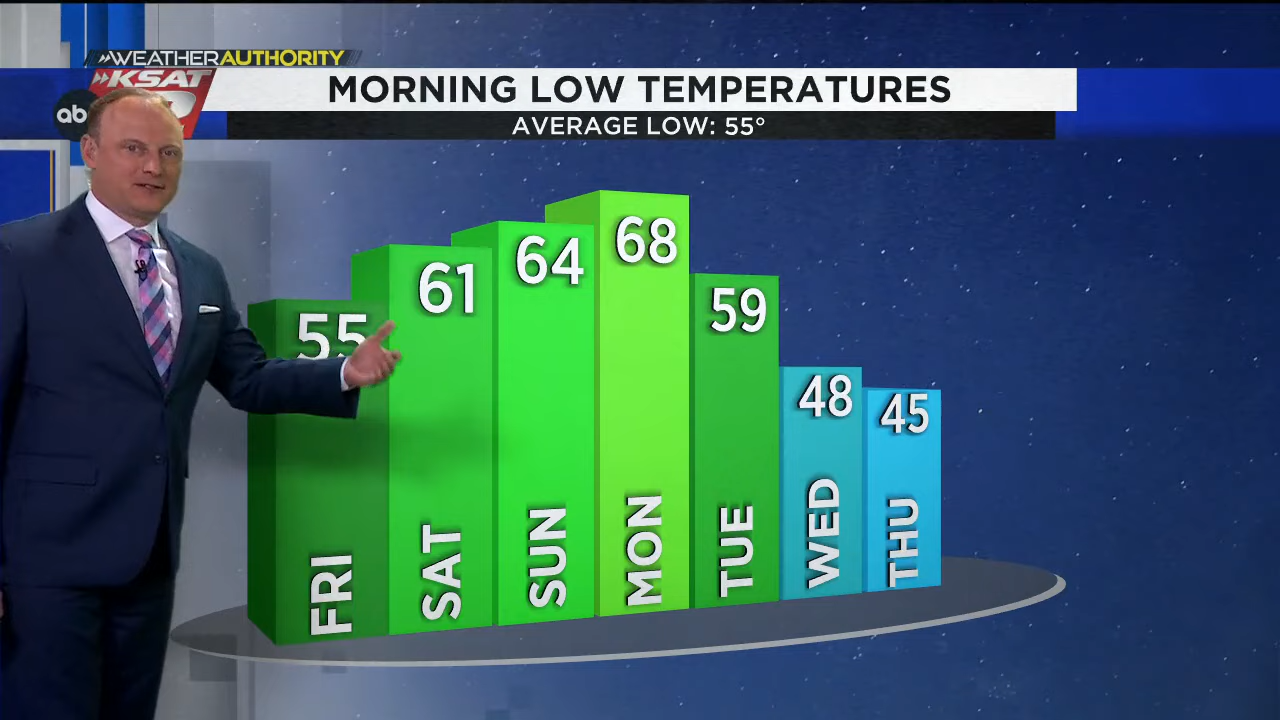 WEATHERAUTHORITY
KSAT
abc
MORNING LOW TEMPERATURES
AVERAGE LOW: 55°
55
61
64
68
59
48
45
FRI
SAT
SUN
MON
TUE
WED
THU